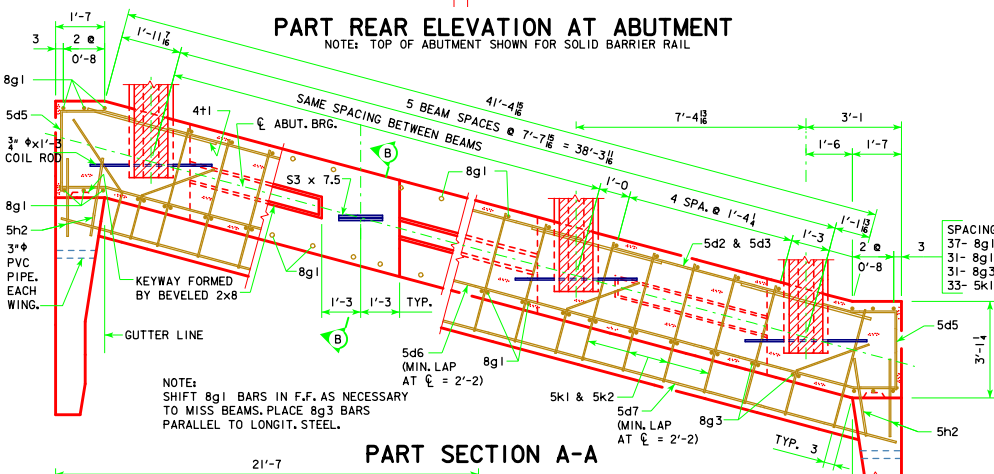 PART REAR ELEVATION AT ABUTMENT
NOTE: TOP OF ABUTMENT SHOWN FOR SOLID BARRIER RAIL
1'-7
3
2 @
0'-8
1'-11 7/16
41'-4 15/16
5 BEAM SPACES @ 7'-7 15/16 = 38'-3 11/16
SAME SPACING BETWEEN BEAMS
7'-4 13/16
3'-1
1'-6
1'-7
8g1
5d5
3/4" Φx1'-3
COIL ROD
4t1
℄ ABUT. BRG.
B
S3 x 7.5
8g1
1'-0
4 SPA. @ 1'-4 1/4
1'-3
1'-1 13/16
2 @
0'-8
3
SPACING
37- 8g1
31- 8g1
31- 8g3
33- 5k1
8g1
5h2
3"Φ
PVC
PIPE.
EACH
WING.
KEYWAY FORMED
BY BEVELED 2x8
8g1
1'-3
1'-3
TYP.
B
5d2 & 5d3
5d5
3'-1 1/4
GUTTER LINE
5d6
(MIN. LAP
AT ℄ = 2'-2)
8g1
5k1 & 5k2
5d7
(MIN. LAP
AT ℄ = 2'-2)
8g3
TYP. 3
5h2
NOTE:
SHIFT 8g1 BARS IN F.F. AS NECESSARY
TO MISS BEAMS. PLACE 8g3 BARS
PARALLEL TO LONGIT. STEEL.
PART SECTION A-A
21'-7